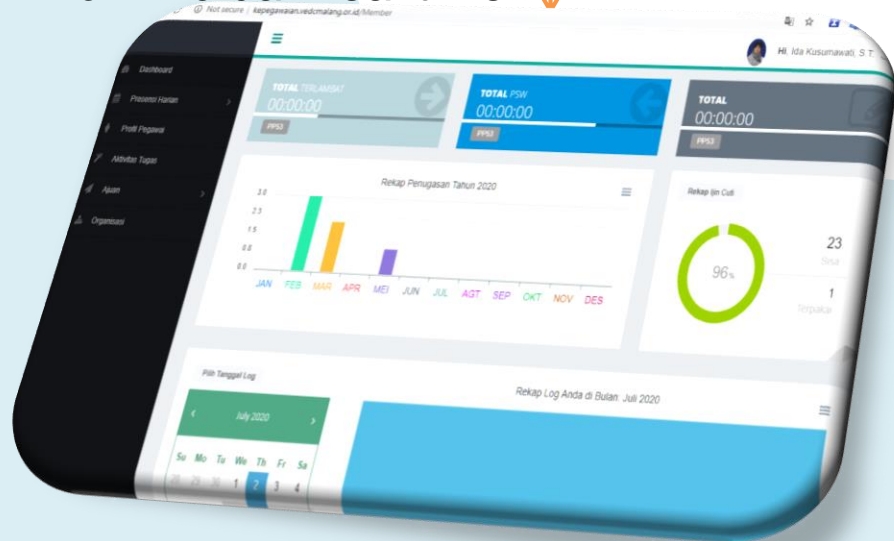 Not secure | kepegawaian.vedcmalang.or.id/Member
Hi, Ida Kusumawati, S.T.
Dashboard
Presensi Harian
Profil Pegawai
Aktivitas Tugas
Ajuan
Organisasi
TOTAL TERLAMBAT
00:00:00
PP53
TOTAL PSW
00:00:00
PP53
TOTAL
00:00:00
PP53
Rekap Penugasan Tahun 2020
3.0
2.3
1.5
0.8
0.0
JAN FEB MAR APR MEI JUN JUL AGT SEP OKT NOV DES
Rekap Ijin Cuti
96%
23
Sisa
1
Terpakai
Pilih Tanggal Log
July 2020
Su Mo Tu We Th Fr Sa
28 29 30 1 2 3 4
Rekap Log Anda di Bulan: Juli 2020